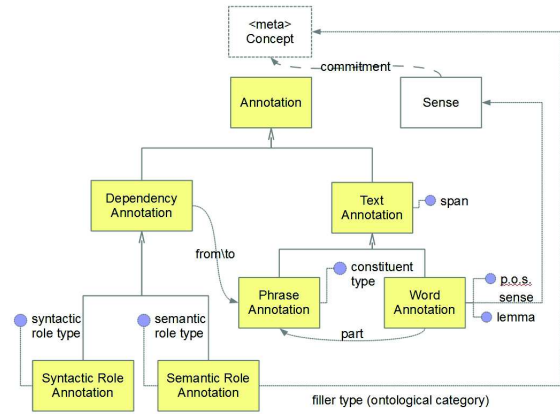 <meta>
Concept
commitment
Annotation
Sense
Dependency
Annotation
Text
Annotation
span
from\to
constituent
type
Phrase
Annotation
Word
Annotation
p.o.s.
sense
lemma
part
syntactic
role type
semantic
role type
Syntactic Role
Annotation
Semantic Role
Annotation
filler type (ontological category)